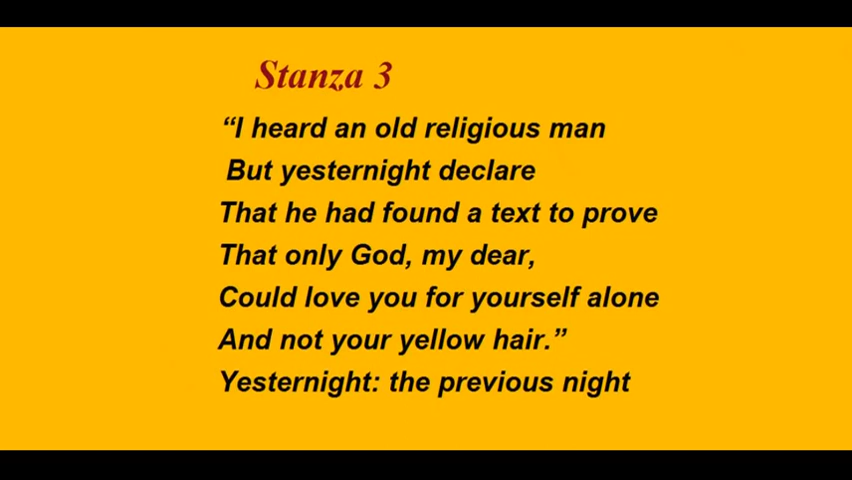 Stanza 3
“I heard an old religious man
But yesternight declare
That he had found a text to prove
That only God, my dear,
Could love you for yourself alone
And not your yellow hair.”
Yesternight: the previous night